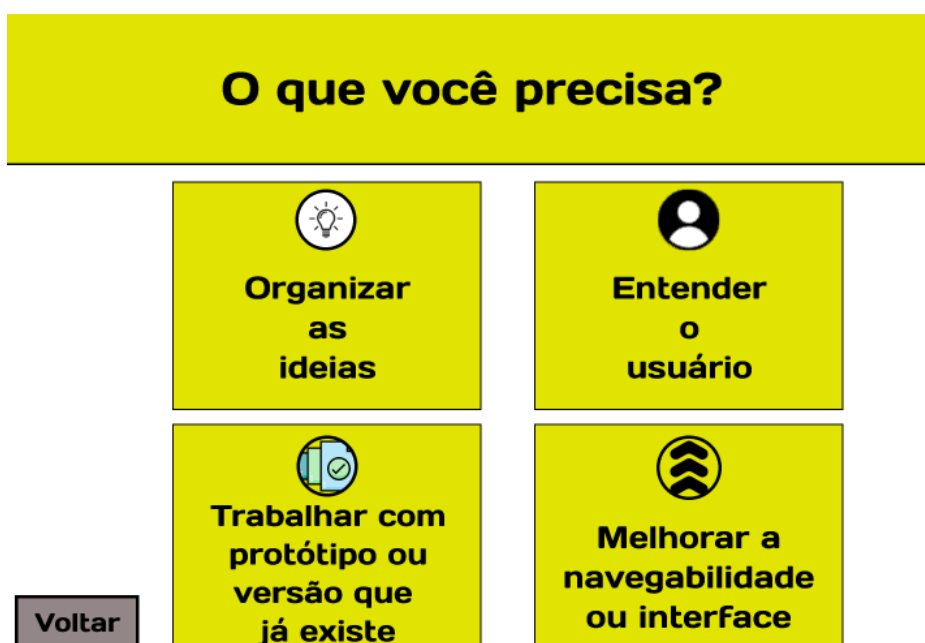 O que você precisa?
Organizar
as
ideias
Entender
o
usuário
Trabalhar com
protótipo ou
versão que
já existe
Melhorar a
navegabilidade
ou interface
Voltar